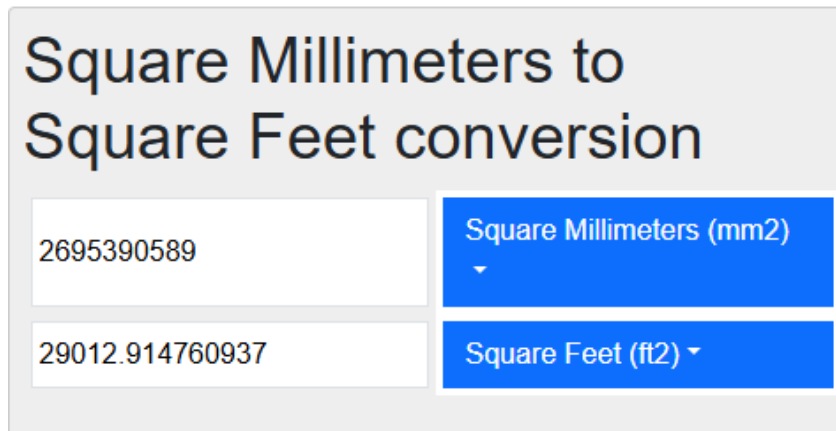 Square Millimeters to
Square Feet conversion
2695390589
Square Millimeters (mm2)
29012.914760937
Square Feet (ft2)